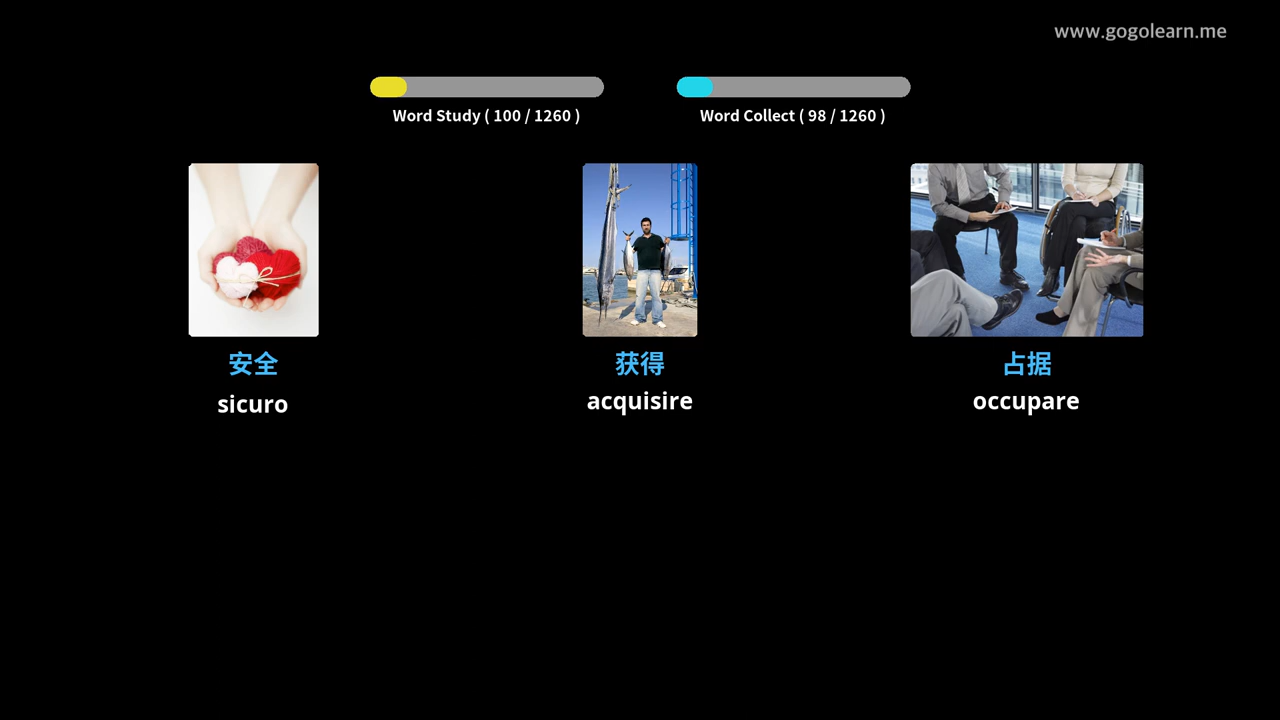 www.gogolearn.me
Word Study ( 100 / 1260 )
Word Collect ( 98 / 1260 )
安全
sicuro
获得
acquisire
占据
occupare